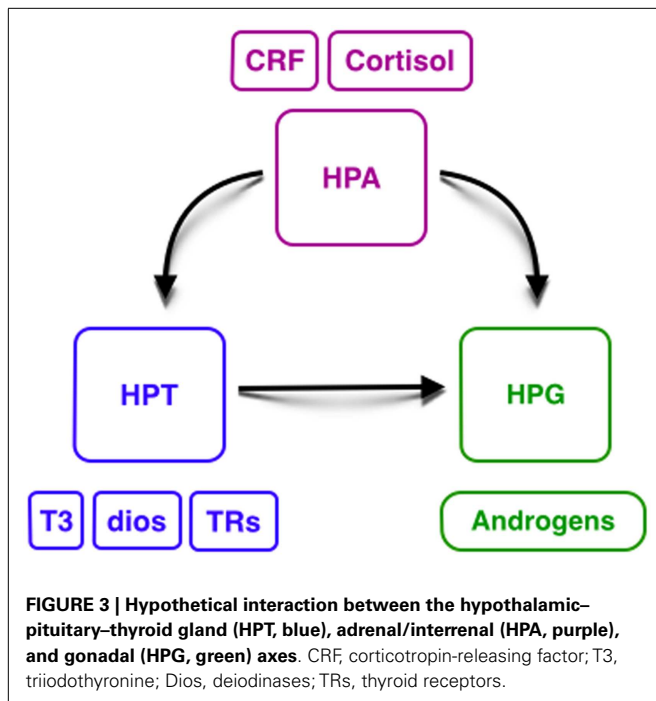 CRF Cortisol
HPA
HPT HPG
T3 dios TRs Androgens
FIGURE 3 | Hypothetical interaction between the hypothalamic–
pituitary–thyroid gland (HPT, blue), adrenal/interrenal (HPA, purple),
and gonadal (HPG, green) axes. CRF, corticotropin-releasing factor; T3,
triiodothyronine; Dios, deiodinases; TRs, thyroid receptors.